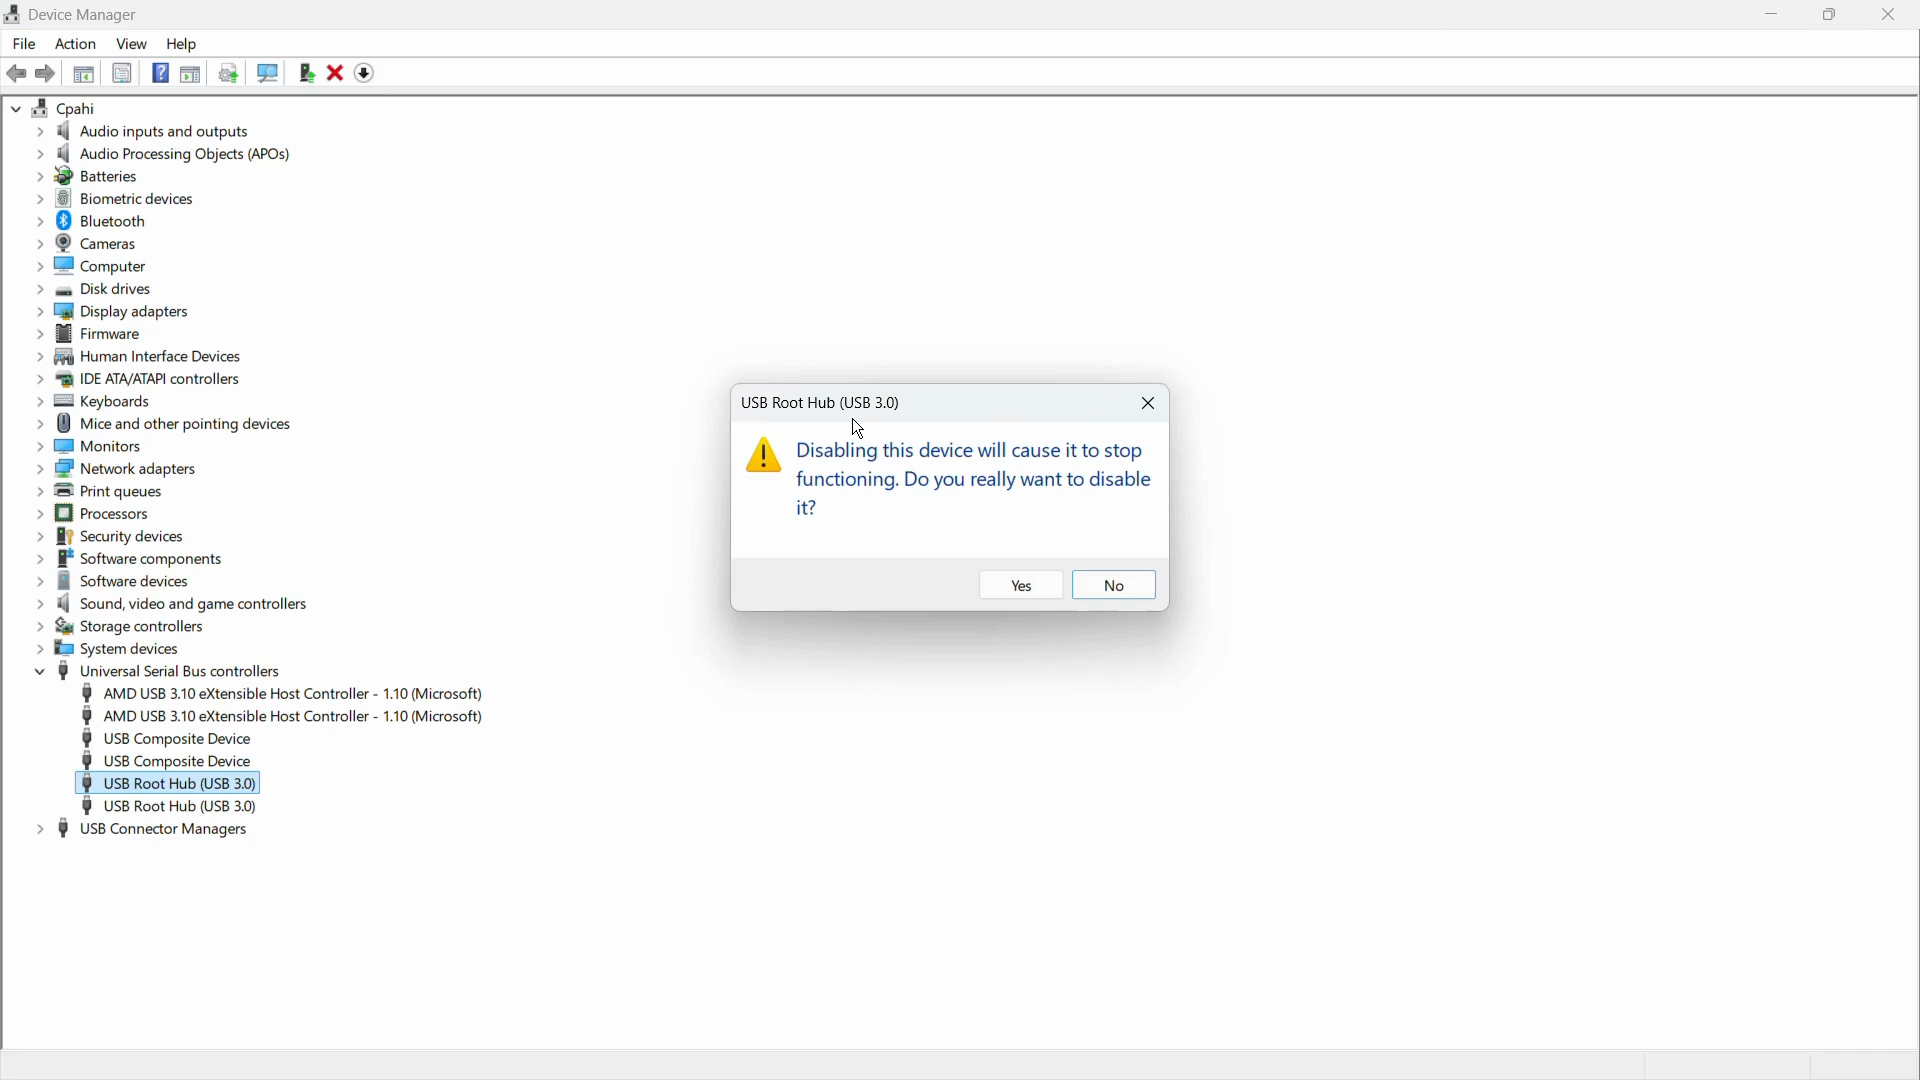 Device Manager
File Action View Help
Cpahi
Audio inputs and outputs
Audio Processing Objects (APOs)
Batteries
Biometric devices
Bluetooth
Cameras
Computer
Disk drives
Display adapters
Firmware
Human Interface Devices
IDE ATA/ATAPI controllers
Keyboards
Mice and other pointing devices
Monitors
Network adapters
Print queues
Processors
Security devices
Software components
Software devices
Sound, video and game controllers
Storage controllers
System devices
Universal Serial Bus controllers
AMD USB 3.10 eXtensible Host Controller - 1.10 (Microsoft)
AMD USB 3.10 eXtensible Host Controller - 1.10 (Microsoft)
USB Composite Device
USB Composite Device
USB Root Hub (USB 3.0)
USB Root Hub (USB 3.0)
USB Connector Managers
USB Root Hub (USB 3.0)
Disabling this device will cause it to stop
functioning. Do you really want to disable
it?
Yes No